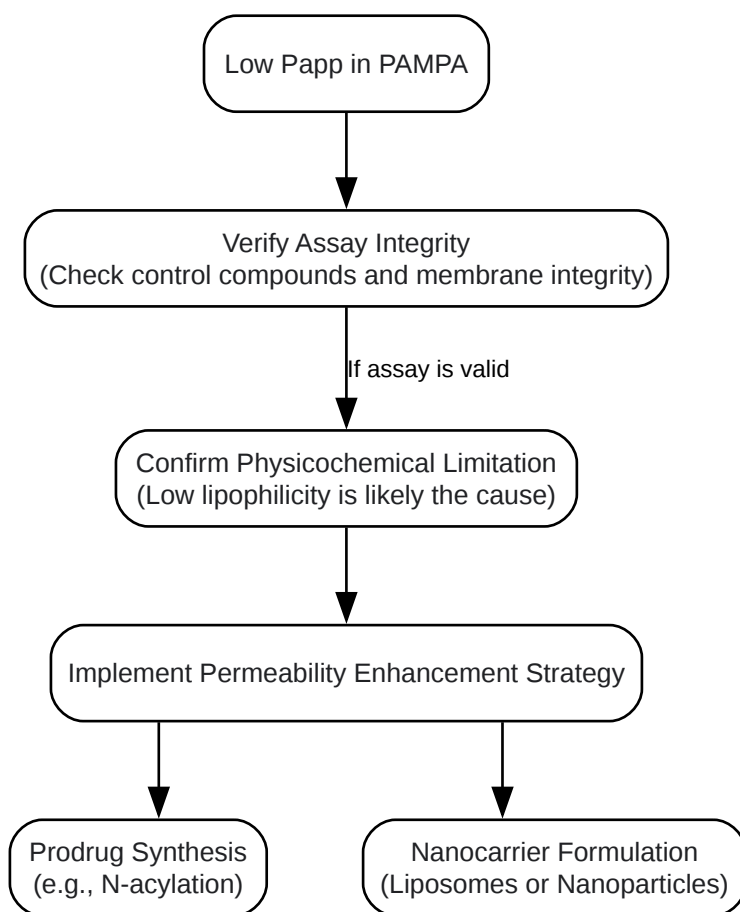 Low Papp in PAMPA
Verify Assay Integrity
(Check control compounds and membrane integrity)
If assay is valid
Confirm Physicochemical Limitation
(Low lipophilicity is likely the cause)
Implement Permeability Enhancement Strategy
Prodrug Synthesis
(e.g., N-acylation)
Nanocarrier Formulation
(Liposomes or Nanoparticles)